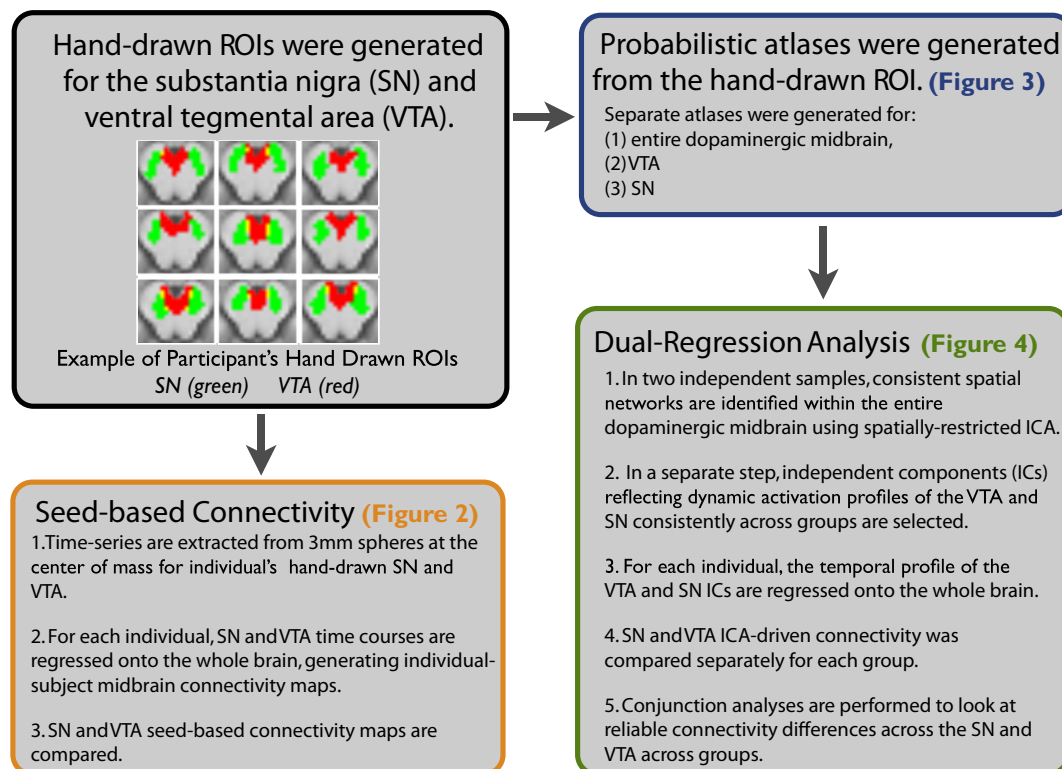 Hand-drawn ROIs were generated
for the substantia nigra (SN) and
ventral tegmental area (VTA).
Example of Participant's Hand Drawn ROIs
SN (green) VTA (red)
Probabilistic atlases were generated
from the hand-drawn ROI. (Figure 3)
Separate atlases were generated for:
(1) entire dopaminergic midbrain,
(2) VTA
(3) SN
Seed-based Connectivity (Figure 2)
1. Time-series are extracted from 3mm spheres at the
center of mass for individual's hand-drawn SN and
VTA.
2. For each individual, SN and VTA time courses are
regressed onto the whole brain, generating individual-
subject midbrain connectivity maps.
3. SN and VTA seed-based connectivity maps are
compared.
Dual-Regression Analysis (Figure 4)
1. In two independent samples, consistent spatial
networks are identified within the entire
dopaminergic midbrain using spatially-restricted ICA.
2. In a separate step, independent components (ICs)
reflecting dynamic activation profiles of the VTA and
SN consistently across groups are selected.
3. For each individual, the temporal profile of the
VTA and SN ICs are regressed onto the whole brain.
4. SN and VTA ICA-driven connectivity was
compared separately for each group.
5. Conjunction analyses are performed to look at
reliable connectivity differences across the SN and
VTA across groups.